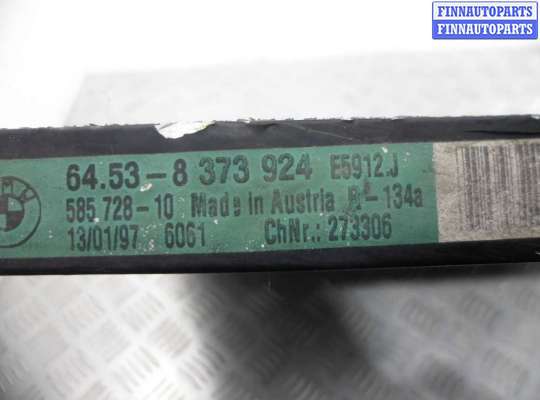 FINNAUTOPARTS
FINNAUTOPARTS
64.53-8 373 924 E5912.J
585.728-10 Made in Austria R-134a
13/01/97 6061 ChNr.: 273306